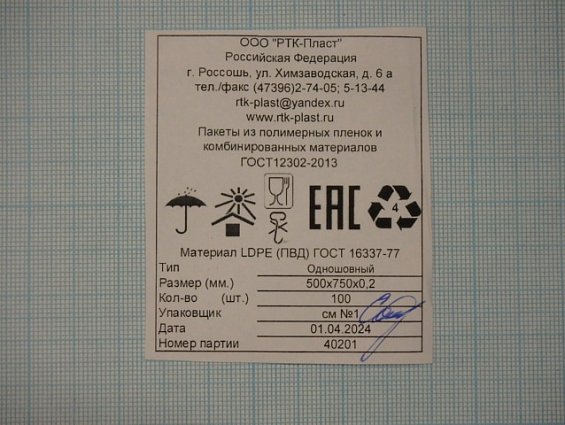 ООО "РТК-Пласт"
Российская Федерация
г. Россошь, ул. Химзаводская, д. 6 а
тел./факс (47396)2-74-05; 5-13-44
rtk-plast@yandex.ru
www.rtk-plast.ru
Пакеты из полимерных пленок и
комбинированных материалов
ГОСТ12302-2013
ЕАС 4
Материал LDPE (ПВД) ГОСТ 16337-77
Тип Одношовный
Размер (мм.) 500х750х0,2
Кол-во (шт.) 100
Упаковщик см №1
Дата 01.04.2024
Номер партии 40201